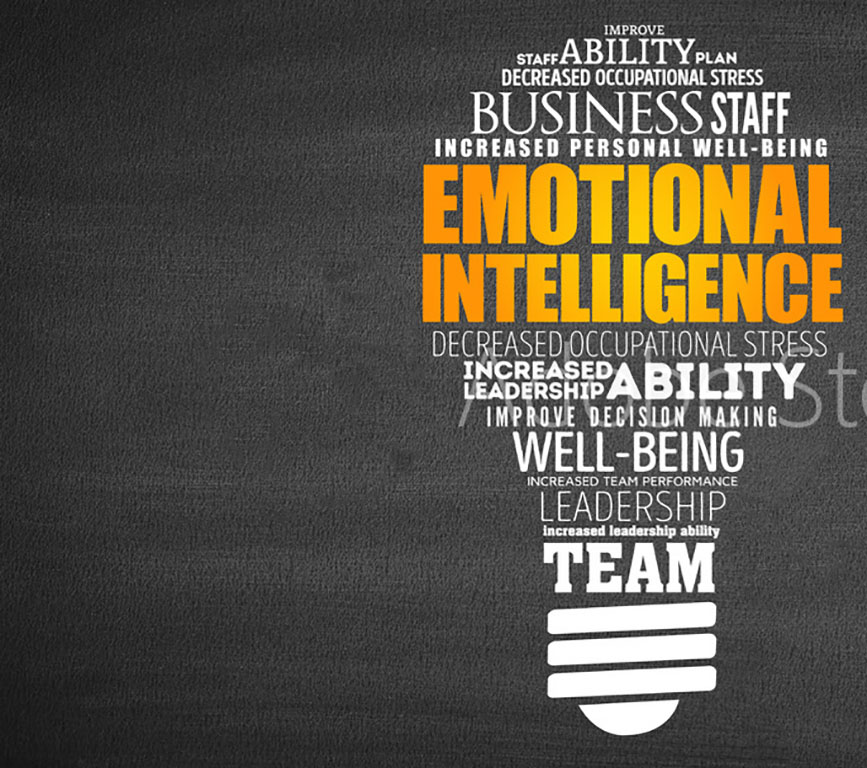 IMPROVE
STAFF ABILITY PLAN
DECREASED OCCUPATIONAL STRESS
BUSINESS STAFF
INCREASED PERSONAL WELL-BEING
EMOTIONAL
INTELLIGENCE
DECREASED OCCUPATIONAL STRESS
INCREASED
LEADERSHIP ABILITY
IMPROVE DECISION MAKING
WELL-BEING
INCREASED TEAM PERFORMANCE
LEADERSHIP
increased leadership ability
TEAM